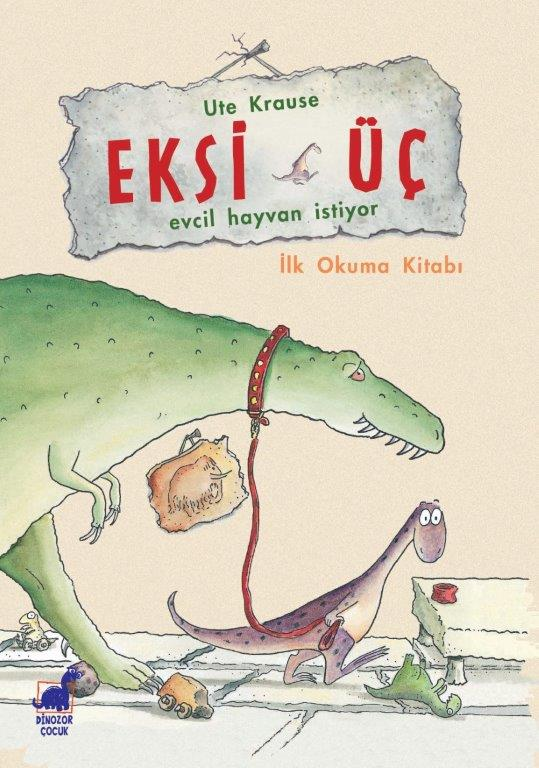 Ute Krause
EKSİ ÜÇ
evcil hayvan istiyor
İlk Okuma Kitabı
DİNOZOR
ÇOCUK